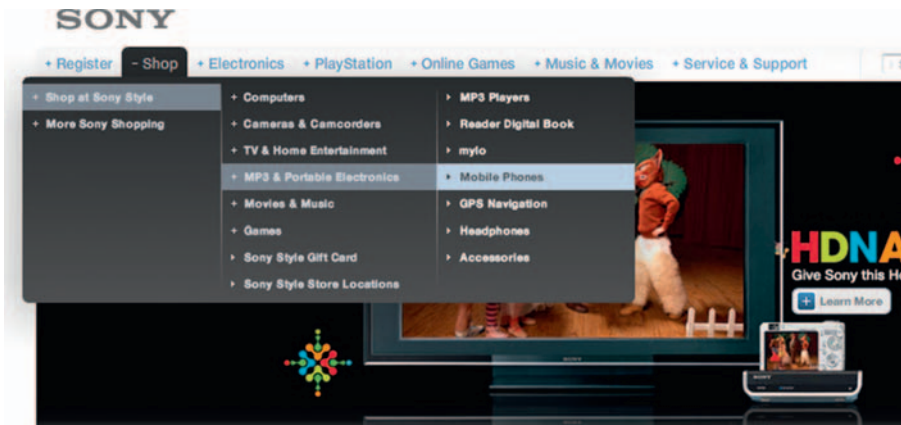 SONY
+ Register − Shop + Electronics + PlayStation + Online Games + Music & Movies + Service & Support
+ Shop at Sony Style
+ More Sony Shopping
+ Computers
+ Cameras & Camcorders
+ TV & Home Entertainment
+ MP3 & Portable Electronics
+ Movies & Music
+ Games
Sony Style Gift Card
Sony Style Store Locations
MP3 Players
Reader Digital Book
mylo
Mobile Phones
GPS Navigation
Headphones
Accessories
HDNA
Give Sony this
+ Learn More
SONY
SONY